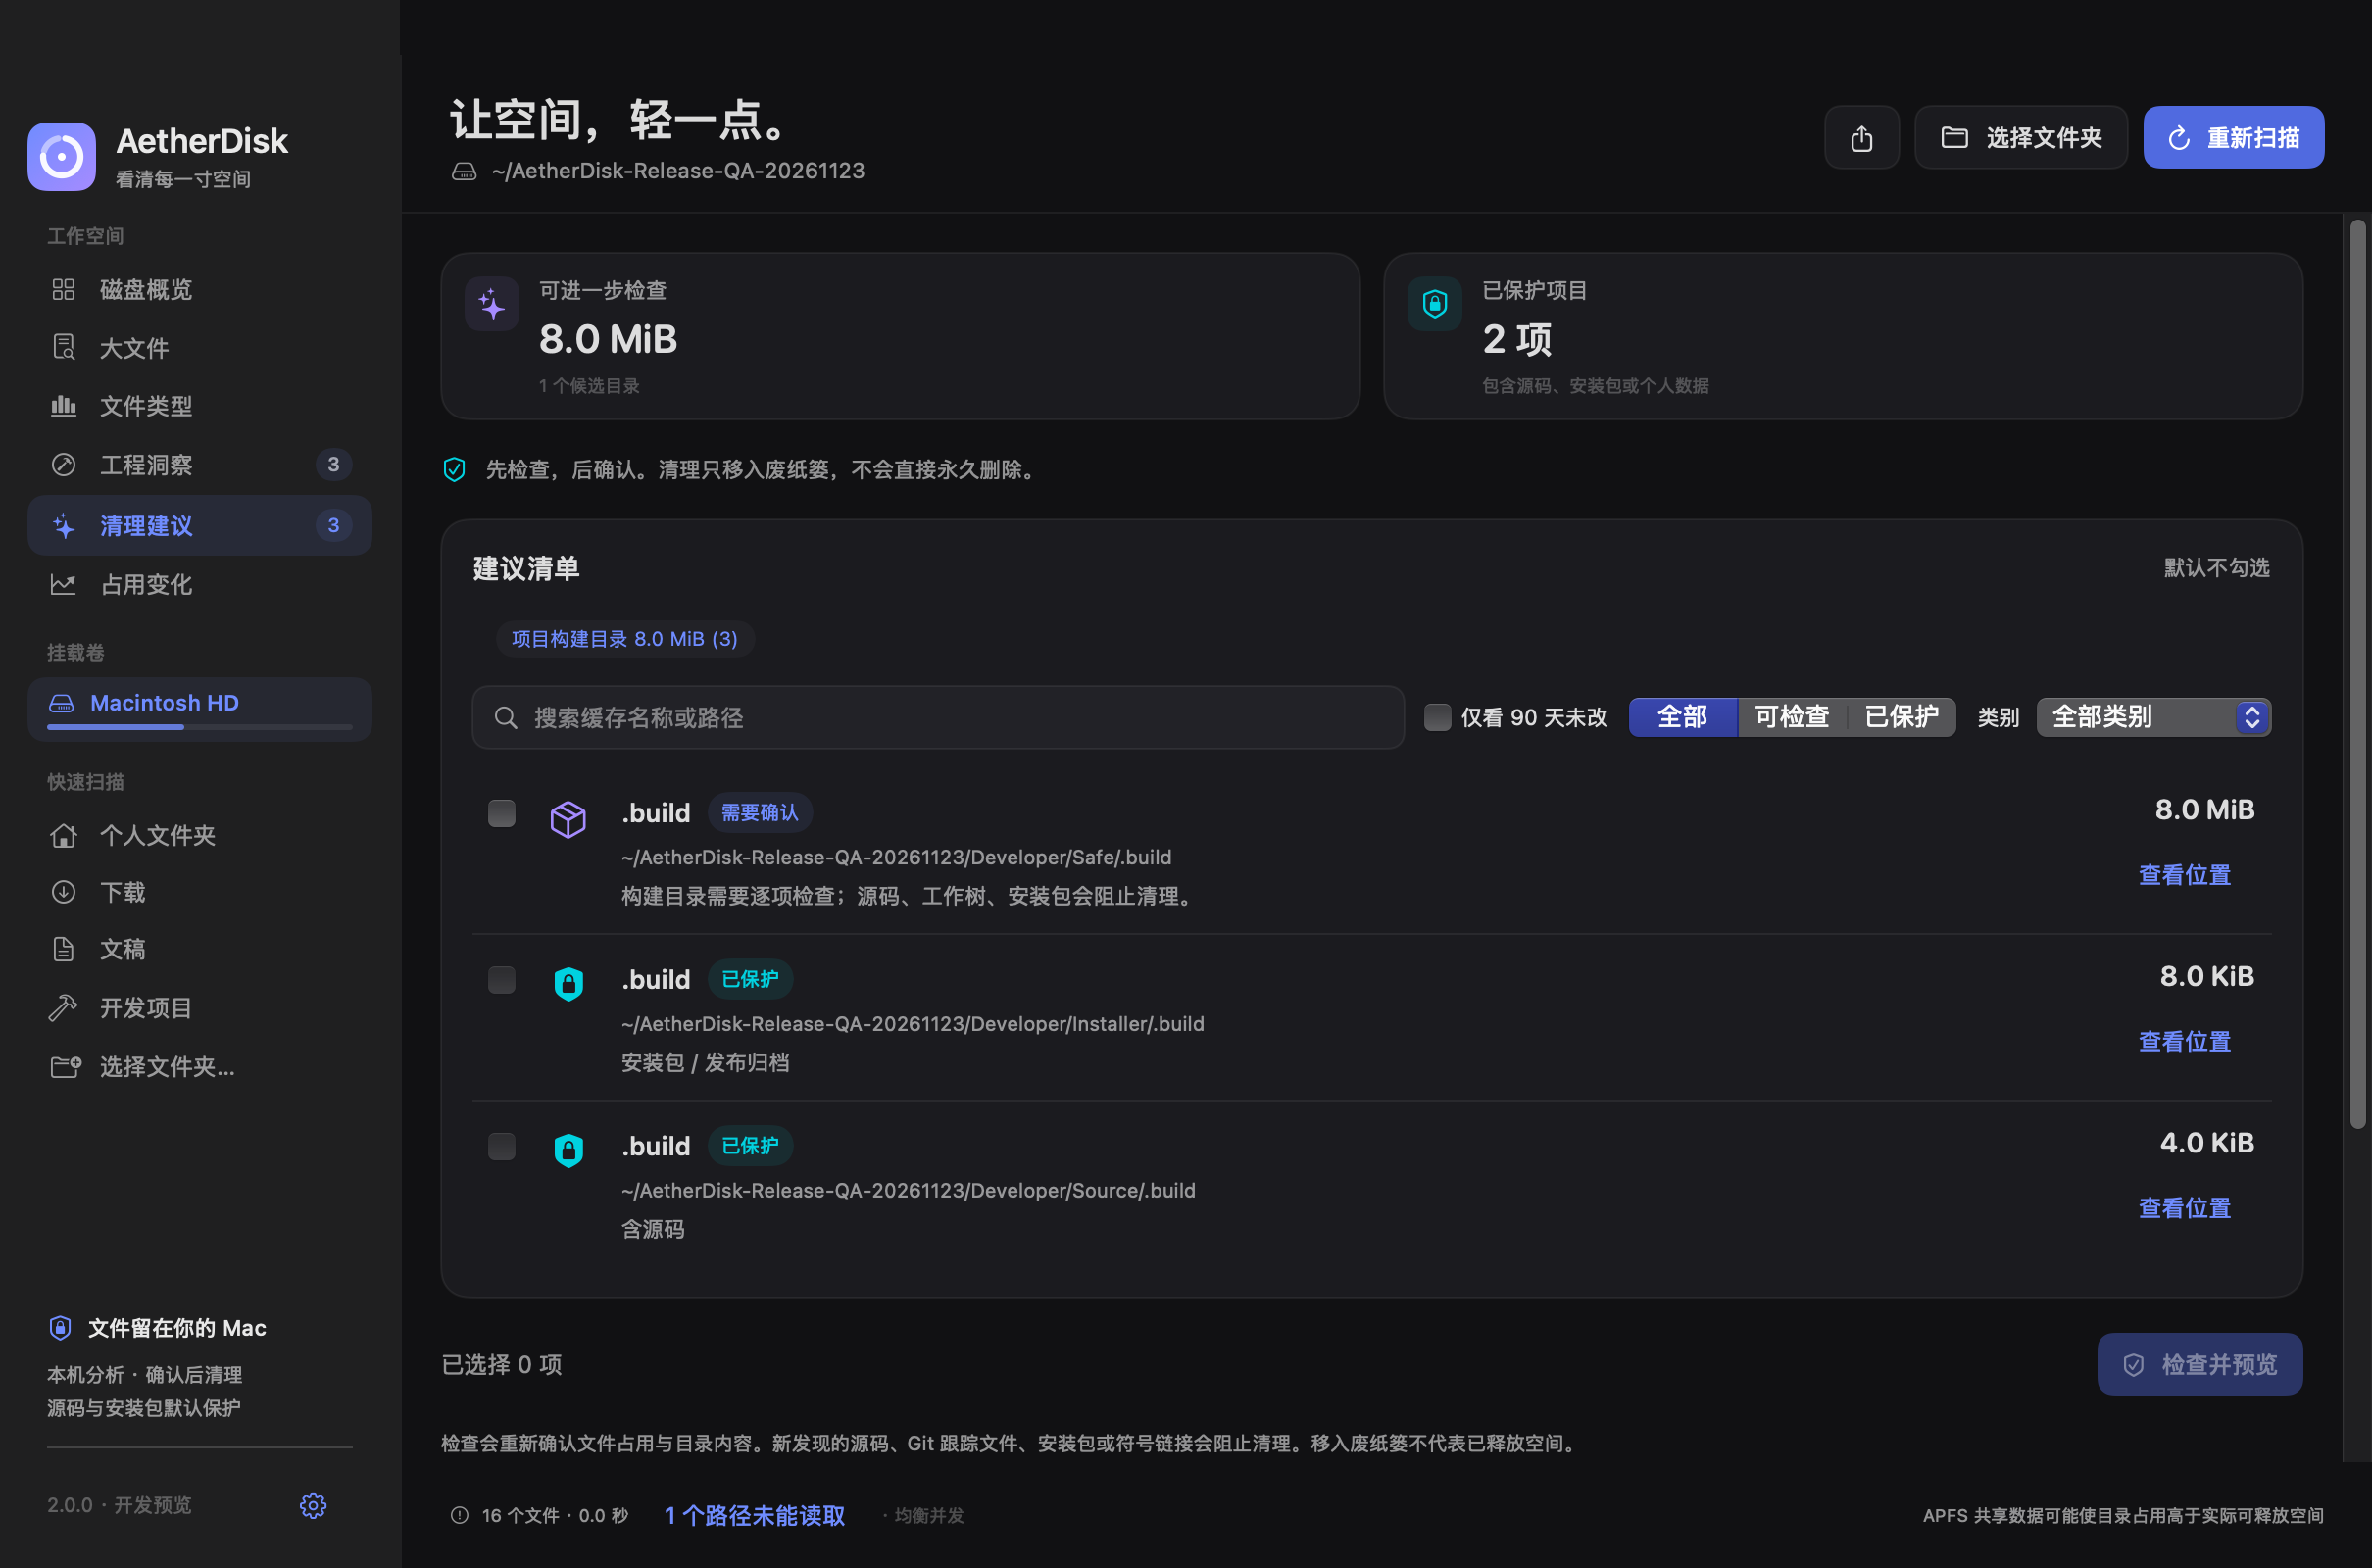 AetherDisk
看清每一寸空间
工作空间
磁盘概览
大文件
文件类型
工程洞察 3
清理建议 3
占用变化
挂载卷
Macintosh HD
快速扫描
个人文件夹
下载
文稿
开发项目
选择文件夹...
文件留在你的 Mac
本机分析 · 确认后清理
源码与安装包默认保护
2.0.0 · 开发预览
让空间，轻一点。
~/AetherDisk-Release-QA-20261123
选择文件夹
重新扫描
可进一步检查
8.0 MiB
1 个候选目录
已保护项目
2 项
包含源码、安装包或个人数据
先检查，后确认。清理只移入废纸篓，不会直接永久删除。
建议清单
默认不勾选
项目构建目录 8.0 MiB (3)
搜索缓存名称或路径
仅看 90 天未改
全部 可检查 已保护
类别
全部类别
.build 需要确认
8.0 MiB
~/AetherDisk-Release-QA-20261123/Developer/Safe/.build
查看位置
构建目录需要逐项检查；源码、工作树、安装包会阻止清理。
.build 已保护
8.0 KiB
~/AetherDisk-Release-QA-20261123/Developer/Installer/.build
查看位置
安装包 / 发布归档
.build 已保护
4.0 KiB
~/AetherDisk-Release-QA-20261123/Developer/Source/.build
查看位置
含源码
已选择 0 项
检查并预览
检查会重新确认文件占用与目录内容。新发现的源码、Git 跟踪文件、安装包或符号链接会阻止清理。移入废纸篓不代表已释放空间。
16 个文件 · 0.0 秒
1 个路径未能读取
· 均衡并发
APFS 共享数据可能使目录占用高于实际可释放空间